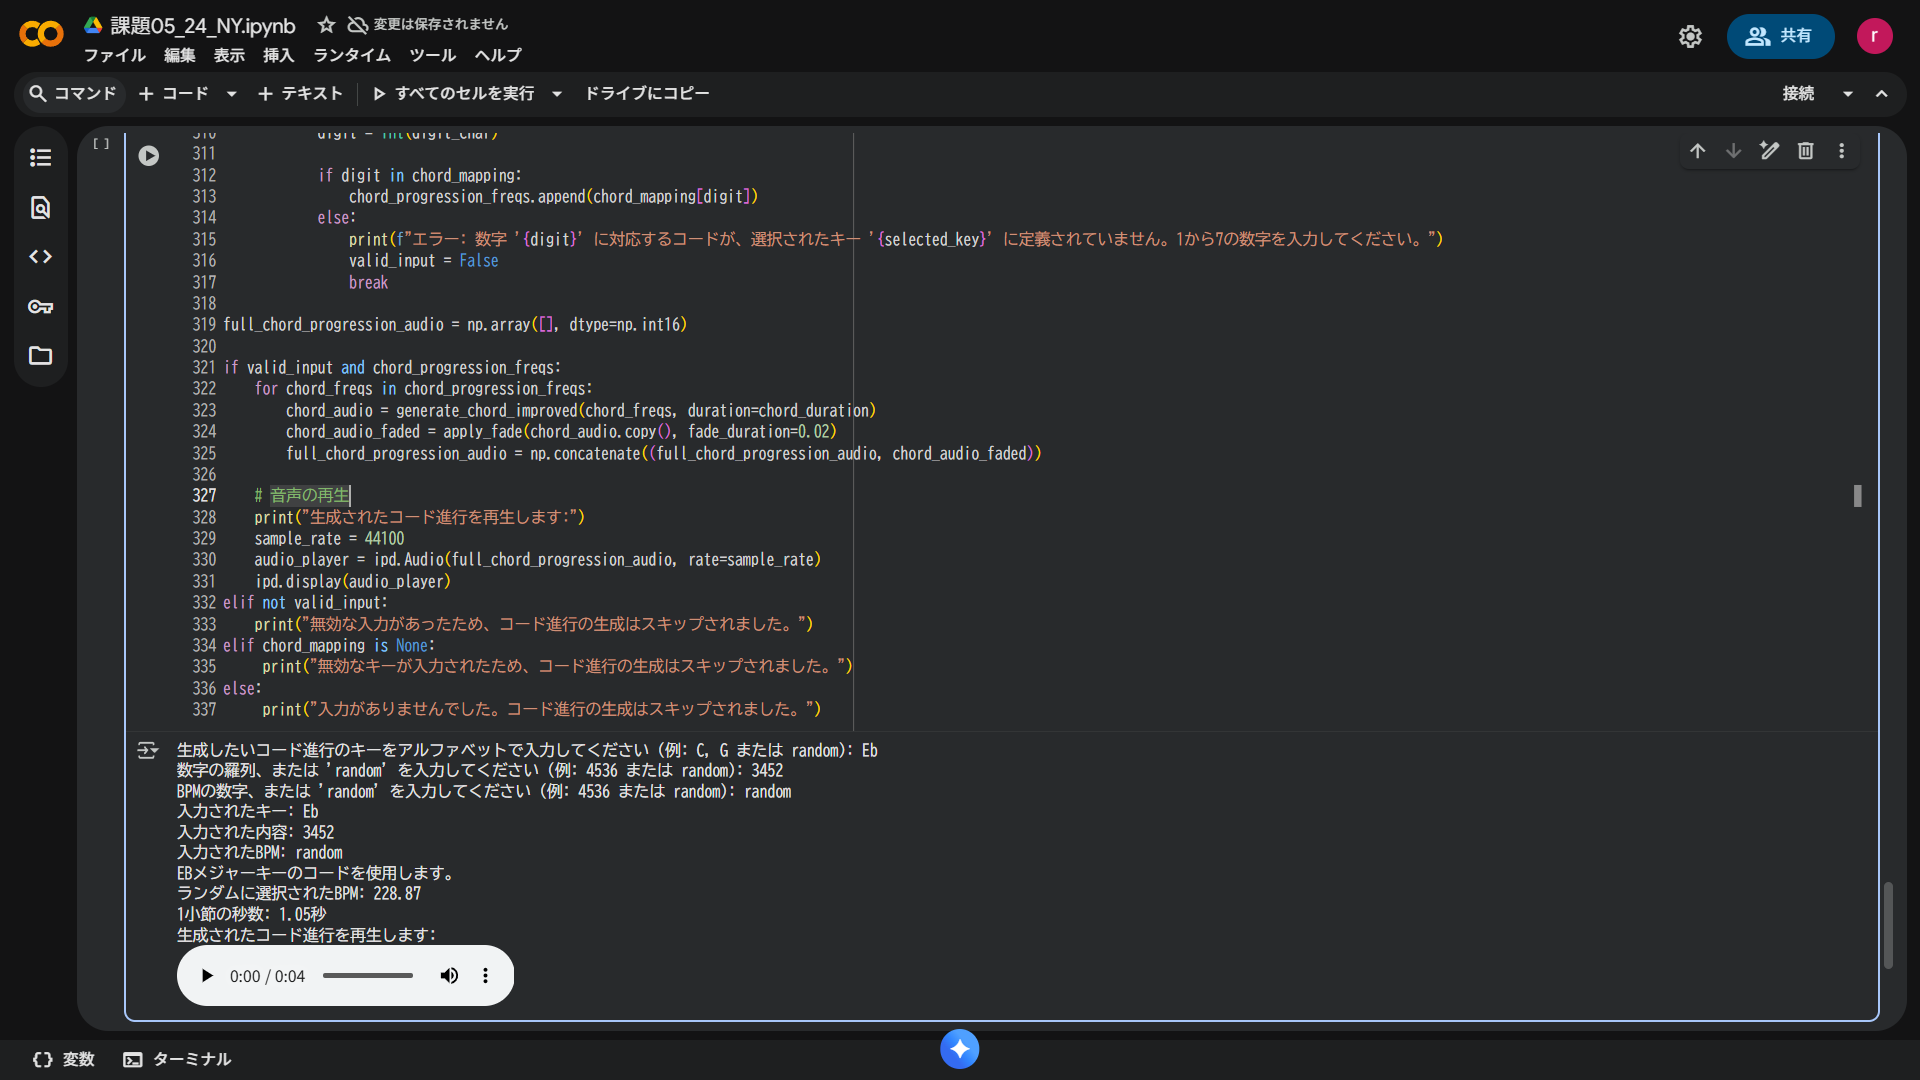 課題05_24_NY.ipynb 変更は保存されません
ファイル 編集 表示 挿入 ランタイム ツール ヘルプ
共有
r
コマンド + コード + テキスト すべてのセルを実行 ドライブにコピー 接続
[ ]
310 digit = int(digit_char)
311
312 if digit in chord_mapping:
313 chord_progression_freqs.append(chord_mapping[digit])
314 else:
315 print(f"エラー: 数字 '{digit}' に対応するコードが、選択されたキー '{selected_key}' に定義されていません。1から7の数字を入力してください。")
316 valid_input = False
317 break
318
319 full_chord_progression_audio = np.array([], dtype=np.int16)
320
321 if valid_input and chord_progression_freqs:
322 for chord_freqs in chord_progression_freqs:
323 chord_audio = generate_chord_improved(chord_freqs, duration=chord_duration)
324 chord_audio_faded = apply_fade(chord_audio.copy(), fade_duration=0.02)
325 full_chord_progression_audio = np.concatenate((full_chord_progression_audio, chord_audio_faded))
326
327 # 音声の再生
328 print("生成されたコード進行を再生します:")
329 sample_rate = 44100
330 audio_player = ipd.Audio(full_chord_progression_audio, rate=sample_rate)
331 ipd.display(audio_player)
332 elif not valid_input:
333 print("無効な入力があったため、コード進行の生成はスキップされました。")
334 elif chord_mapping is None:
335 print("無効なキーが入力されたため、コード進行の生成はスキップされました。")
336 else:
337 print("入力がありませんでした。コード進行の生成はスキップされました。")
生成したいコード進行のキーをアルファベットで入力してください (例: C, G または random): Eb
数字の羅列、または 'random' を入力してください (例: 4536 または random): 3452
BPMの数字、または 'random' を入力してください (例: 4536 または random): random
入力されたキー: Eb
入力された内容: 3452
入力されたBPM: random
EBメジャーキーのコードを使用します。
ランダムに選択されたBPM: 228.87
1小節の秒数: 1.05秒
生成されたコード進行を再生します:
0:00 / 0:04
変数 ターミナル